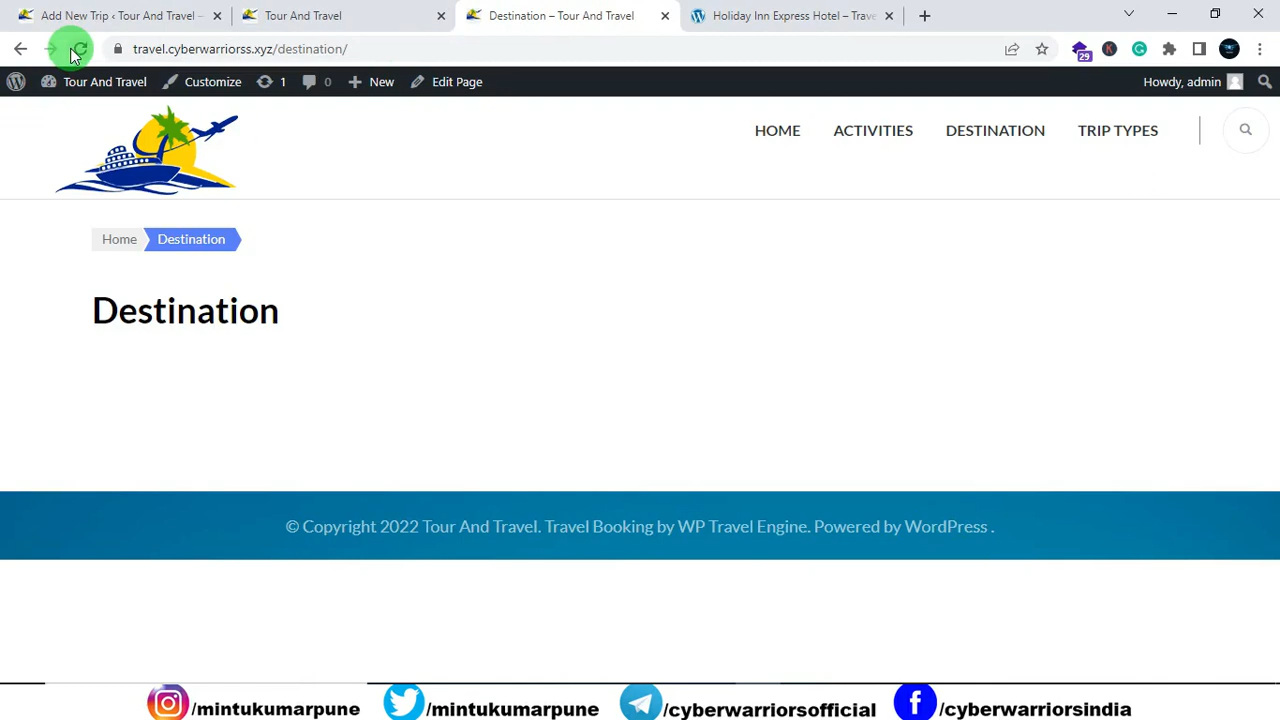 Add New Trip ‹ Tour And Travel –
Tour And Travel
Destination – Tour And Travel
Holiday Inn Express Hotel – Trave
travel.cyberwarriorss.xyz/destination/
29
K
Tour And Travel
Customize
1
0
New
Edit Page
Howdy, admin
HOME
ACTIVITIES
DESTINATION
TRIP TYPES
Home
Destination
Destination
© Copyright 2022 Tour And Travel. Travel Booking by WP Travel Engine. Powered by WordPress .
/mintukumarpune
/mintukumarpune
/cyberwarriorsofficial
/cyberwarriorsindia